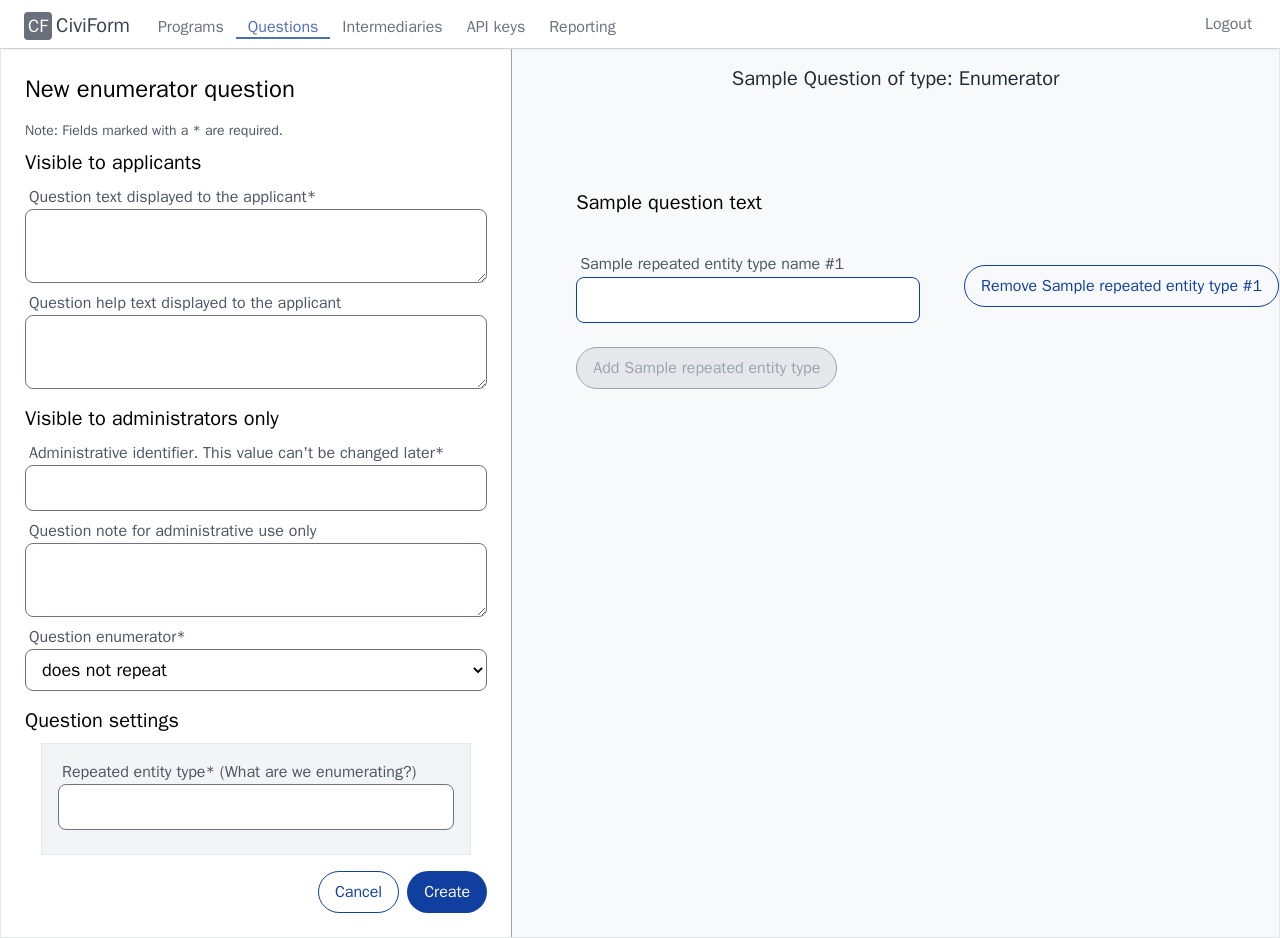 CF CiviForm Programs Questions Intermediaries API keys Reporting Logout
New enumerator question
Note: Fields marked with a * are required.
Visible to applicants
Question text displayed to the applicant*
Question help text displayed to the applicant
Visible to administrators only
Administrative identifier. This value can't be changed later*
Question note for administrative use only
Question enumerator*
does not repeat
Question settings
Repeated entity type* (What are we enumerating?)
Cancel Create
Sample Question of type: Enumerator
Sample question text
Sample repeated entity type name #1
Remove Sample repeated entity type #1
Add Sample repeated entity type